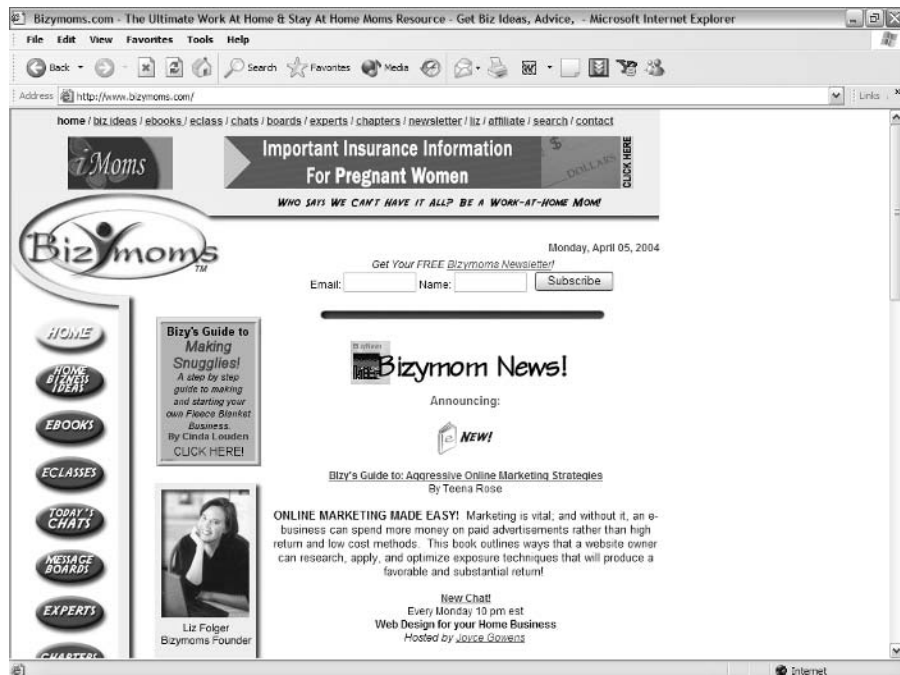 Bizymoms.com - The Ultimate Work At Home & Stay At Home Moms Resource - Get Biz Ideas, Advice, - Microsoft Internet Explorer
File Edit View Favorites Tools Help
Back Search Favorites Media
Address http://www.bizymoms.com/ Links
home / biz ideas / ebooks / eclass / chats / boards / experts / chapters / newsletter / liz / affiliate / search / contact
iMoms
Important Insurance Information
For Pregnant Women
$
DOLLARS
CLICK HERE
WHO SAYS WE CAN'T HAVE IT ALL? BE A WORK-AT-HOME MOM!
Bizymoms
TM
Monday, April 05, 2004
Get Your FREE Bizymoms Newsletter!
Email: Name: Subscribe
HOME
HOME
BIZNESS
IDEAS
EBOOKS
ECLASSES
TODAY'S
CHATS
MESSAGE
BOARDS
EXPERTS
CHAPTERS
Bizy's Guide to
Making
Snugglies!
A step by step
guide to making
and starting your
own Fleece Blanket
Business.
By Cinda Louden
CLICK HERE!
Liz Folger
Bizymoms Founder
Bizymom News!
Announcing:
e NEW!
Bizy's Guide to: Aggressive Online Marketing Strategies
By Teena Rose
ONLINE MARKETING MADE EASY! Marketing is vital; and without it, an e-
business can spend more money on paid advertisements rather than high
return and low cost methods. This book outlines ways that a website owner
can research, apply, and optimize exposure techniques that will produce a
favorable and substantial return!
New Chat!
Every Monday 10 pm est
Web Design for your Home Business
Hosted by Joyce Gowens
Internet